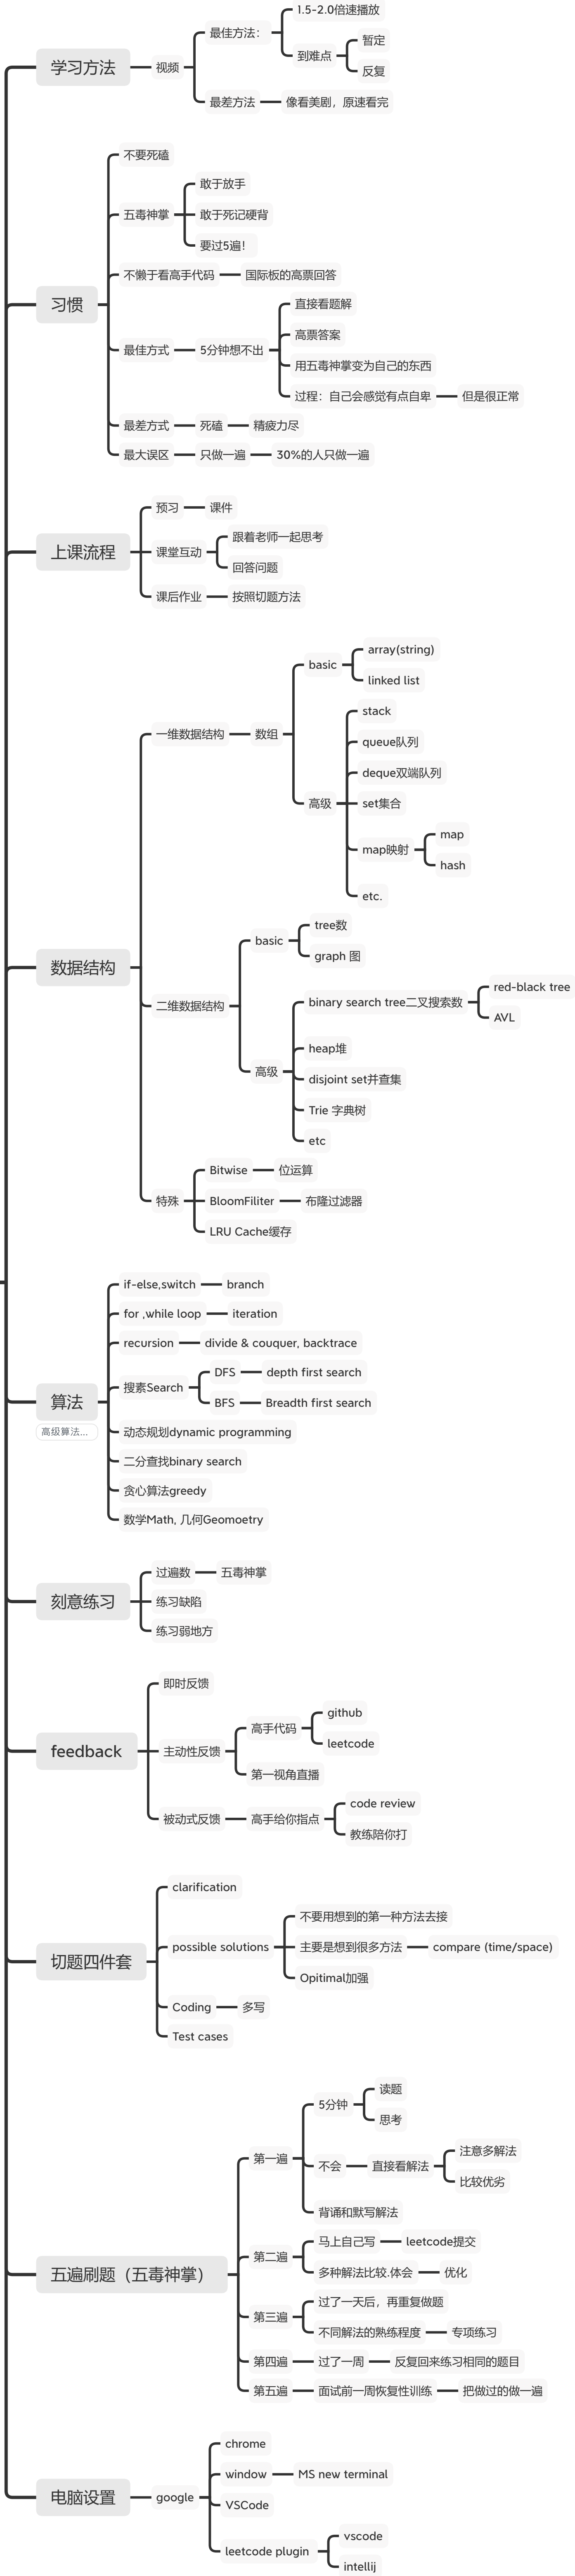 学习方法
视频
最佳方法：
1.5-2.0倍速播放
到难点
暂定
反复
最差方法
像看美剧，原速看完
习惯
不要死磕
五毒神掌
敢于放手
敢于死记硬背
要过5遍！
不懒于看高手代码
国际板的高票回答
最佳方式
5分钟想不出
直接看题解
高票答案
用五毒神掌变为自己的东西
过程：自己会感觉有点自卑
但是很正常
最差方式
死磕
精疲力尽
最大误区
只做一遍
30%的人只做一遍
上课流程
预习
课件
课堂互动
跟着老师一起思考
回答问题
课后作业
按照切题方法
数据结构
一维数据结构
数组
basic
array(string)
linked list
高级
stack
queue队列
deque双端队列
set集合
map映射
map
hash
etc.
二维数据结构
basic
tree数
graph 图
高级
binary search tree二叉搜索数
red-black tree
AVL
heap堆
disjoint set并查集
Trie 字典树
etc
特殊
Bitwise
位运算
BloomFiliter
布隆过滤器
LRU Cache缓存
算法
高级算法...
if-else,switch
branch
for ,while loop
iteration
recursion
divide & couquer, backtrace
搜素Search
DFS
depth first search
BFS
Breadth first search
动态规划dynamic programming
二分查找binary search
贪心算法greedy
数学Math, 几何Geomoetry
刻意练习
过遍数
五毒神掌
练习缺陷
练习弱地方
feedback
即时反馈
主动性反馈
高手代码
github
leetcode
第一视角直播
被动式反馈
高手给你指点
code review
教练陪你打
切题四件套
clarification
possible solutions
不要用想到的第一种方法去接
主要是想到很多方法
compare (time/space)
Opitimal加强
Coding
多写
Test cases
五遍刷题（五毒神掌）
第一遍
5分钟
读题
思考
不会
直接看解法
注意多解法
比较优劣
背诵和默写解法
第二遍
马上自己写
leetcode提交
多种解法比较.体会
优化
第三遍
过了一天后，再重复做题
不同解法的熟练程度
专项练习
第四遍
过了一周
反复回来练习相同的题目
第五遍
面试前一周恢复性训练
把做过的做一遍
电脑设置
google
chrome
window
MS new terminal
VSCode
leetcode plugin
vscode
intellij